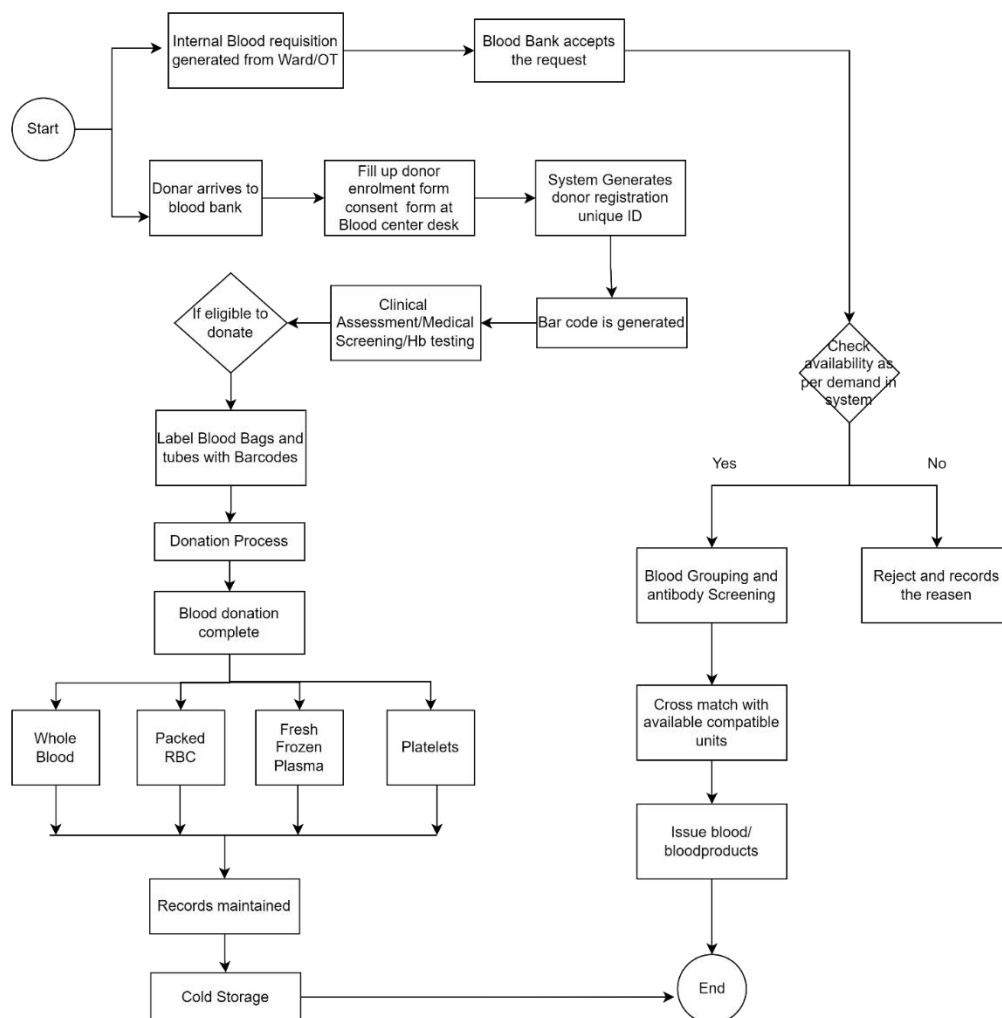 Internal Blood requisition
generated from Ward/OT
Blood Bank accepts
the request
Start
Donar arrives to
blood bank
Fill up donor
enrolment form
consent form at
Blood center desk
System Generates
donor registration
unique ID
If eligible to
donate
Clinical
Assessment/Medical
Screening/Hb testing
Bar code is generated
Check
availability as
per demand in
system
Label Blood Bags and
tubes with Barcodes
Yes
No
Donation Process
Blood Grouping and
antibody Screening
Reject and records
the reasen
Blood donation
complete
Whole
Blood
Packed
RBC
Fresh
Frozen
Plasma
Platelets
Cross match with
available compatible
units
Issue blood/
bloodproducts
Records maintained
Cold Storage
End